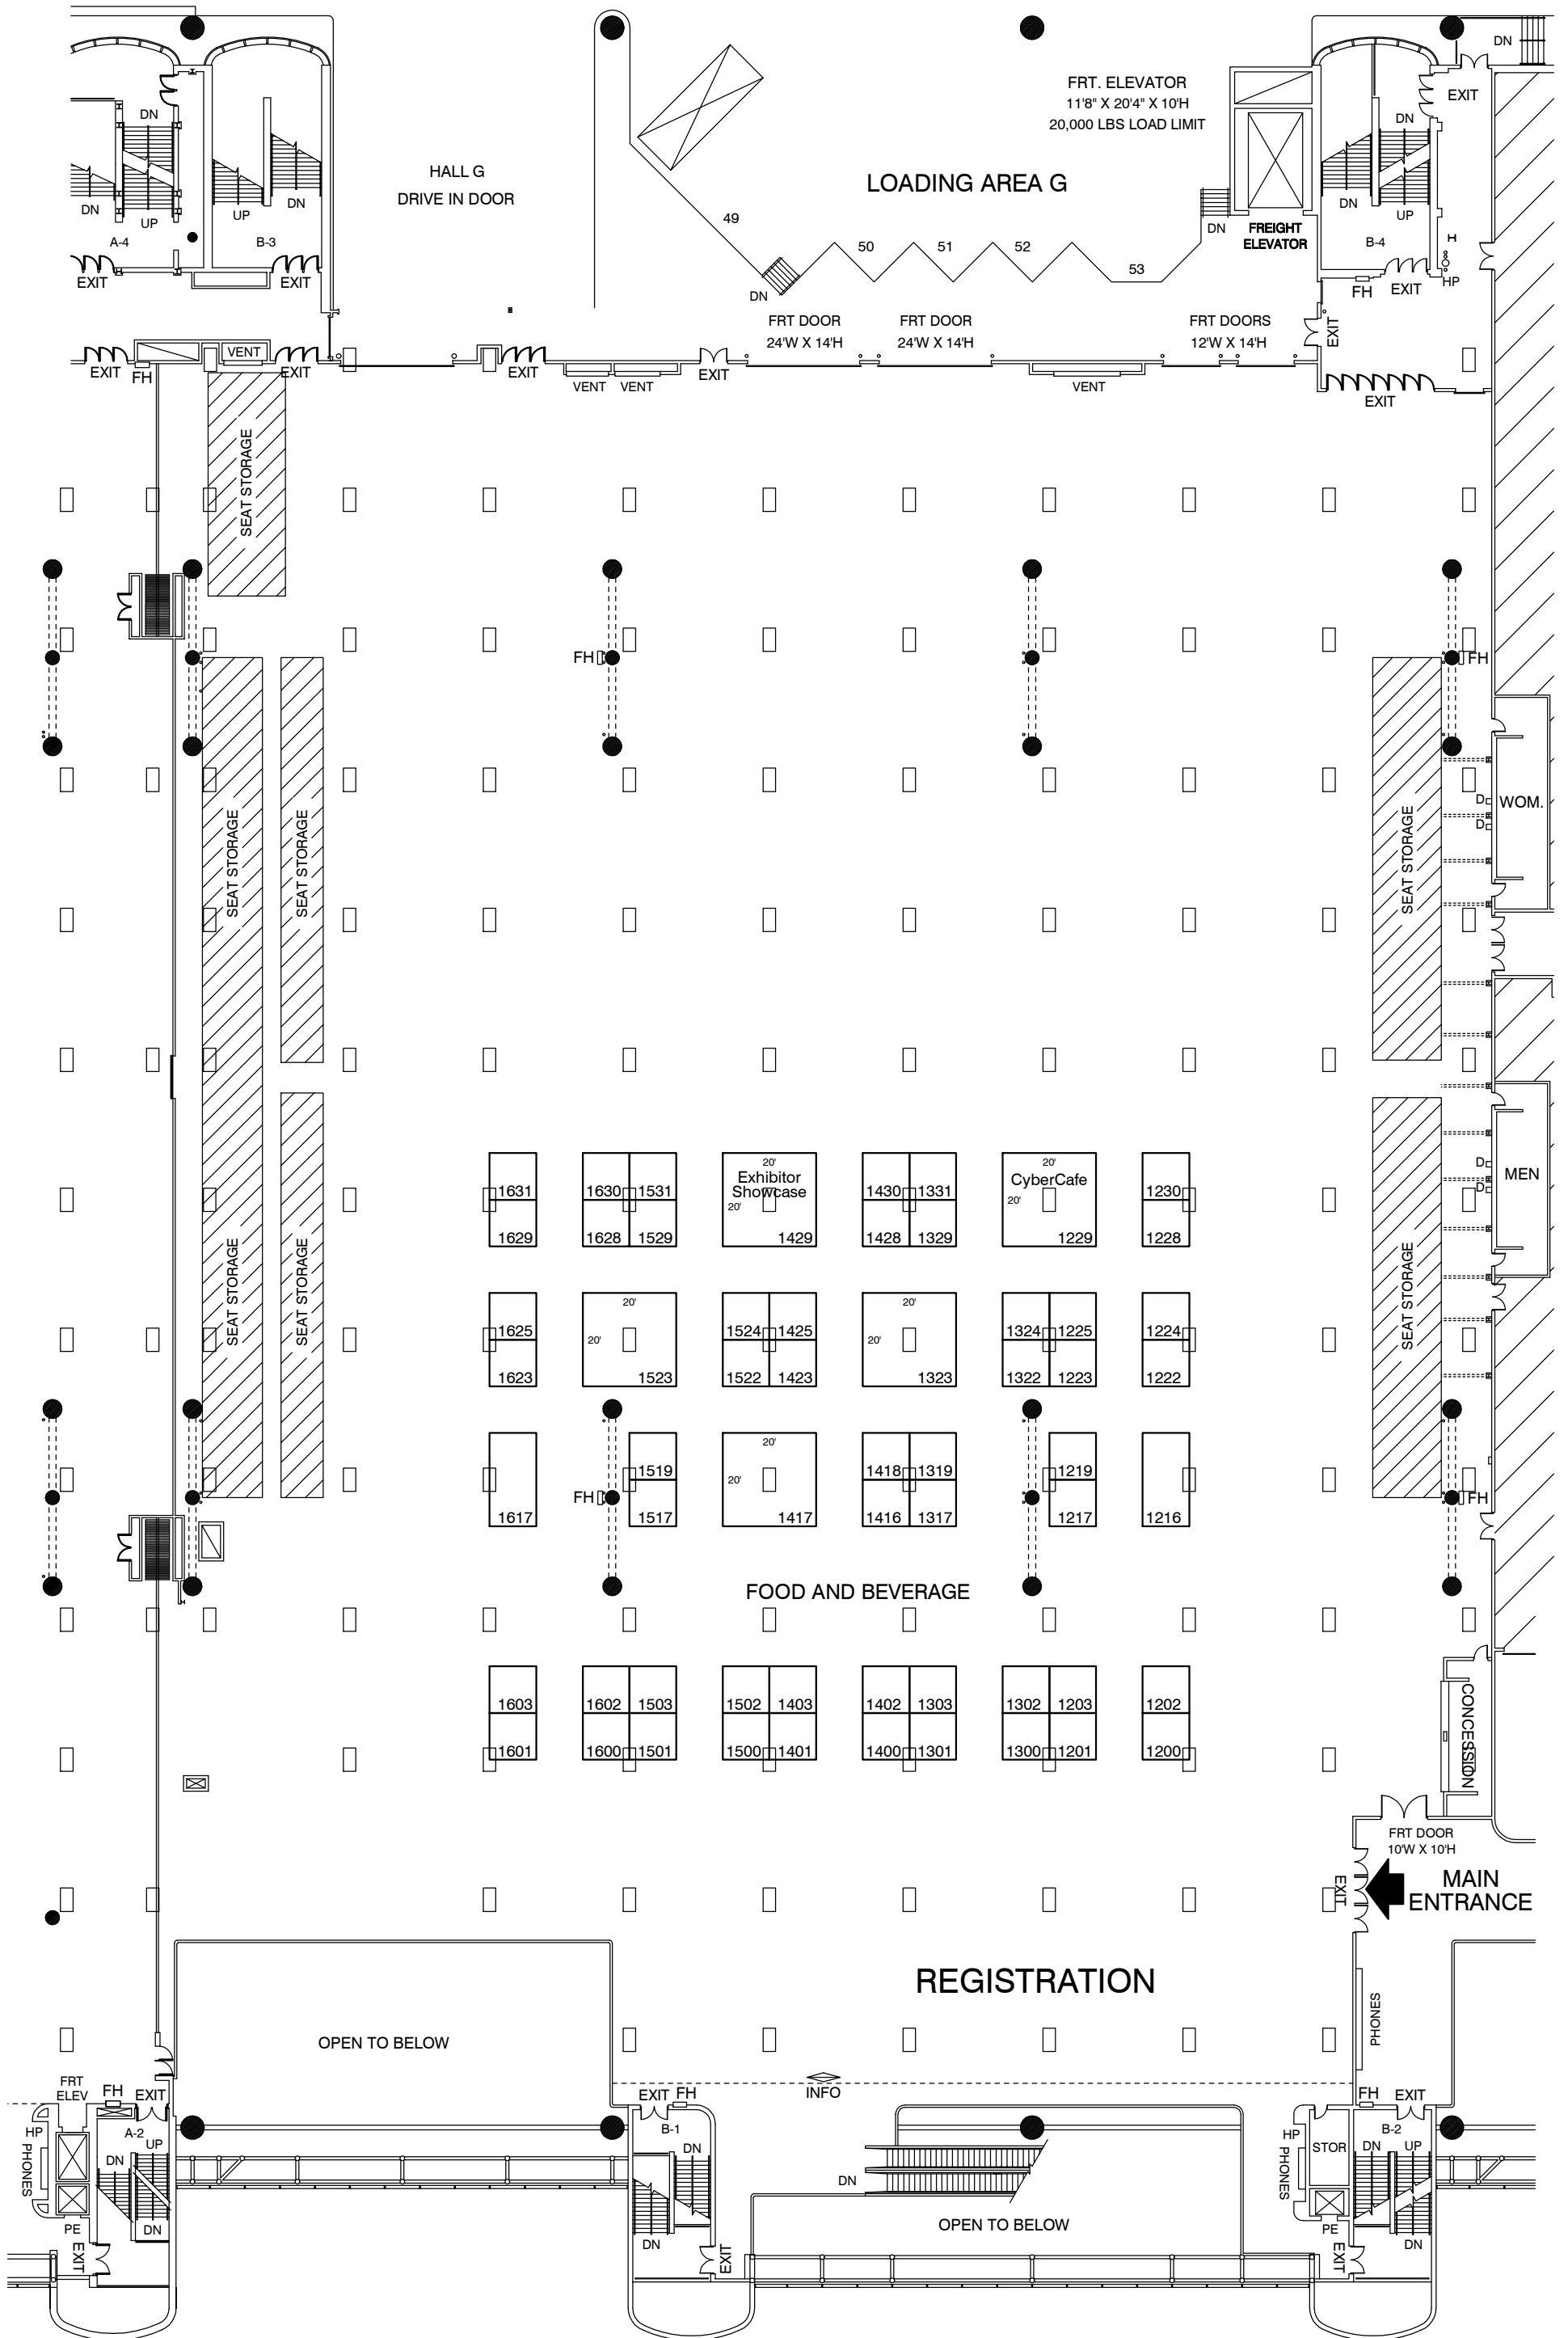 DN
EXIT
FRT. ELEVATOR
11'8" X 20'4" X 10'H
20,000 LBS LOAD LIMIT
DN
DN
HALL G
DRIVE IN DOOR
LOADING AREA G
DN
UP
A-4
UP
DN
B-3
49
50
51
52
53
DN
FREIGHT
ELEVATOR
DN
UP
B-4
H
HP
EXIT
EXIT
DN
FH
EXIT
FRT DOOR
24'W X 14'H
FRT DOOR
24'W X 14'H
FRT DOORS
12'W X 14'H
EXIT
EXIT
FH
VENT
EXIT
EXIT
VENT
VENT
EXIT
VENT
EXIT
SEAT STORAGE
FH
FH
SEAT STORAGE
SEAT STORAGE
SEAT STORAGE
D
D
WOM.
1631
1630
1531
20'
Exhibitor
Showcase
20'
1430
1331
20'
CyberCafe
20'
1230
D
D
MEN
1629
1628
1529
1429
1428
1329
1229
1228
SEAT STORAGE
SEAT STORAGE
SEAT STORAGE
1625
20'
20'
1524
1425
20'
20'
1324
1225
1224
1623
1523
1522
1423
1323
1322
1223
1222
1519
20'
20'
1418
1319
1219
FH
FH
1617
1517
1417
1416
1317
1217
1216
FOOD AND BEVERAGE
1603
1602
1503
1502
1403
1402
1303
1302
1203
1202
1601
1600
1501
1500
1401
1400
1301
1300
1201
1200
CONCESSION
FRT DOOR
10'W X 10'H
EXIT
MAIN
ENTRANCE
REGISTRATION
PHONES
OPEN TO BELOW
INFO
FRT
ELEV
FH
EXIT
EXIT
FH
FH
EXIT
HP
PHONES
A-2
UP
DN
PE
DN
EXIT
B-1
DN
DN
EXIT
DN
OPEN TO BELOW
HP
PHONES
STOR
PE
EXIT
B-2
DN
UP
DN